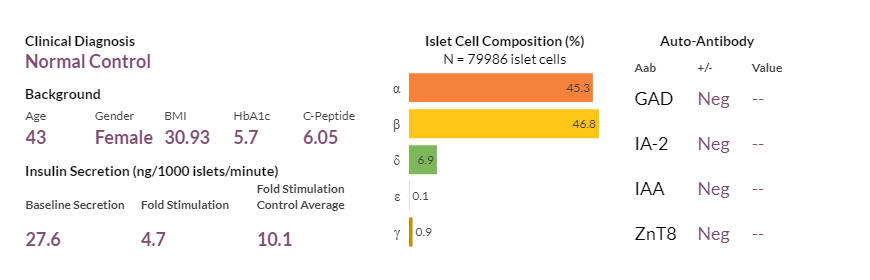 Clinical Diagnosis
Normal Control
Background
Age Gender BMI HbA1c C-Peptide
43 Female 30.93 5.7 6.05
Insulin Secretion (ng/1000 islets/minute)
Baseline Secretion Fold Stimulation Fold Stimulation Control Average
27.6 4.7 10.1
Islet Cell Composition (%)
N = 79986 islet cells
α 45.3
β 46.8
δ 6.9
ε 0.1
γ 0.9
Auto-Antibody
Aab +/- Value
GAD Neg --
IA-2 Neg --
IAA Neg --
ZnT8 Neg --